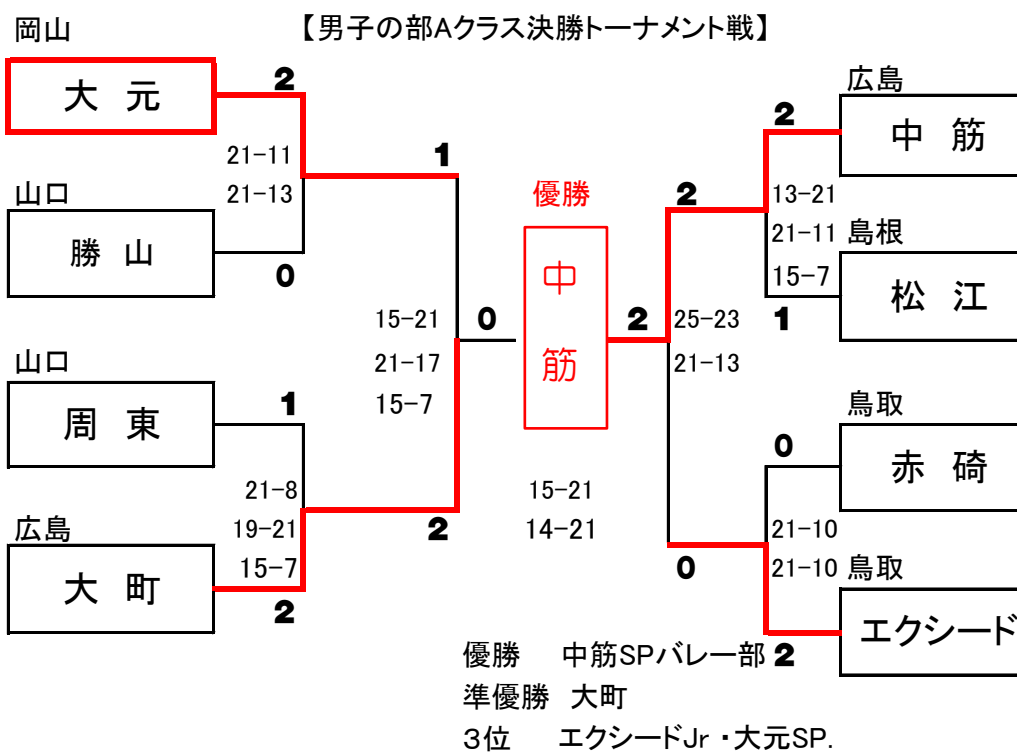 岡山
【男子の部Aクラス決勝トーナメント戦】
大 元
2
21-11
21-13
山口
勝 山
0
1
山口
周 東
1
21-8
19-21
15-7
広島
大 町
2
2
15-21
21-17
15-7
0
優勝
中筋
2
15-21
14-21
広島
中 筋
2
13-21
21-11
15-7
島根
松 江
1
2
25-23
21-13
鳥取
赤 碕
0
21-10
21-10
鳥取
エクシード
2
0
優勝 中筋SPバレー部
準優勝 大町
3位 エクシードJr・大元SP.